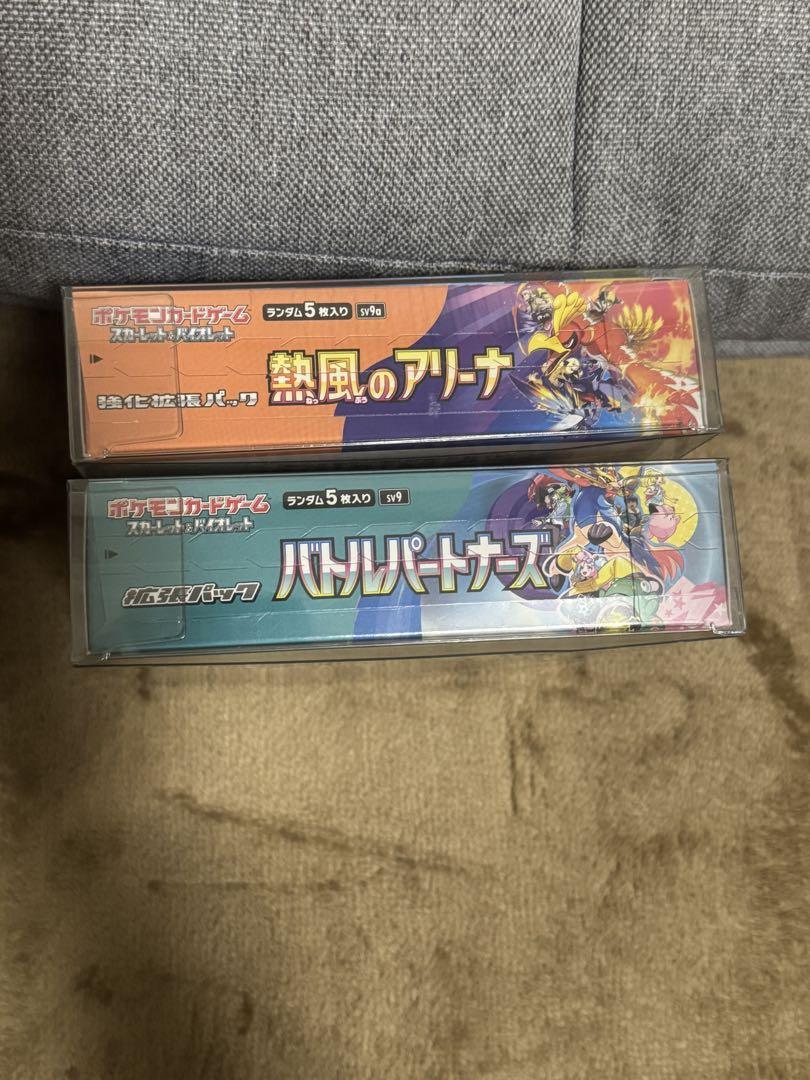 ポケモンカードゲーム
スカーレット&バイオレット
ランダム5枚入り
SV9a
強化拡張パック
熱風のアリーナ
ねっ ぷう
ポケモンカードゲーム
スカーレット&バイオレット
ランダム5枚入り
SV9
拡張パック
バトルパートナーズ